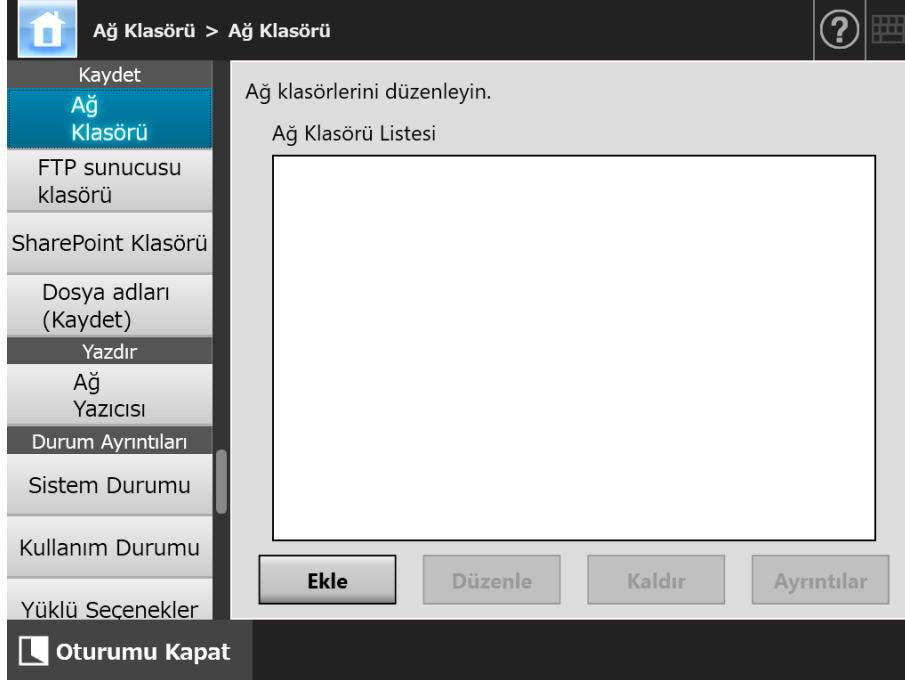 Ağ Klasörü > Ağ Klasörü
?
Kaydet
Ağ
Klasörü
FTP sunucusu
klasörü
SharePoint Klasörü
Dosya adları
(Kaydet)
Yazdır
Ağ
Yazıcısı
Durum Ayrıntıları
Sistem Durumu
Kullanım Durumu
Yüklü Seçenekler
Ağ klasörlerini düzenleyin.
Ağ Klasörü Listesi
Ekle
Düzenle
Kaldır
Ayrıntılar
Oturumu Kapat